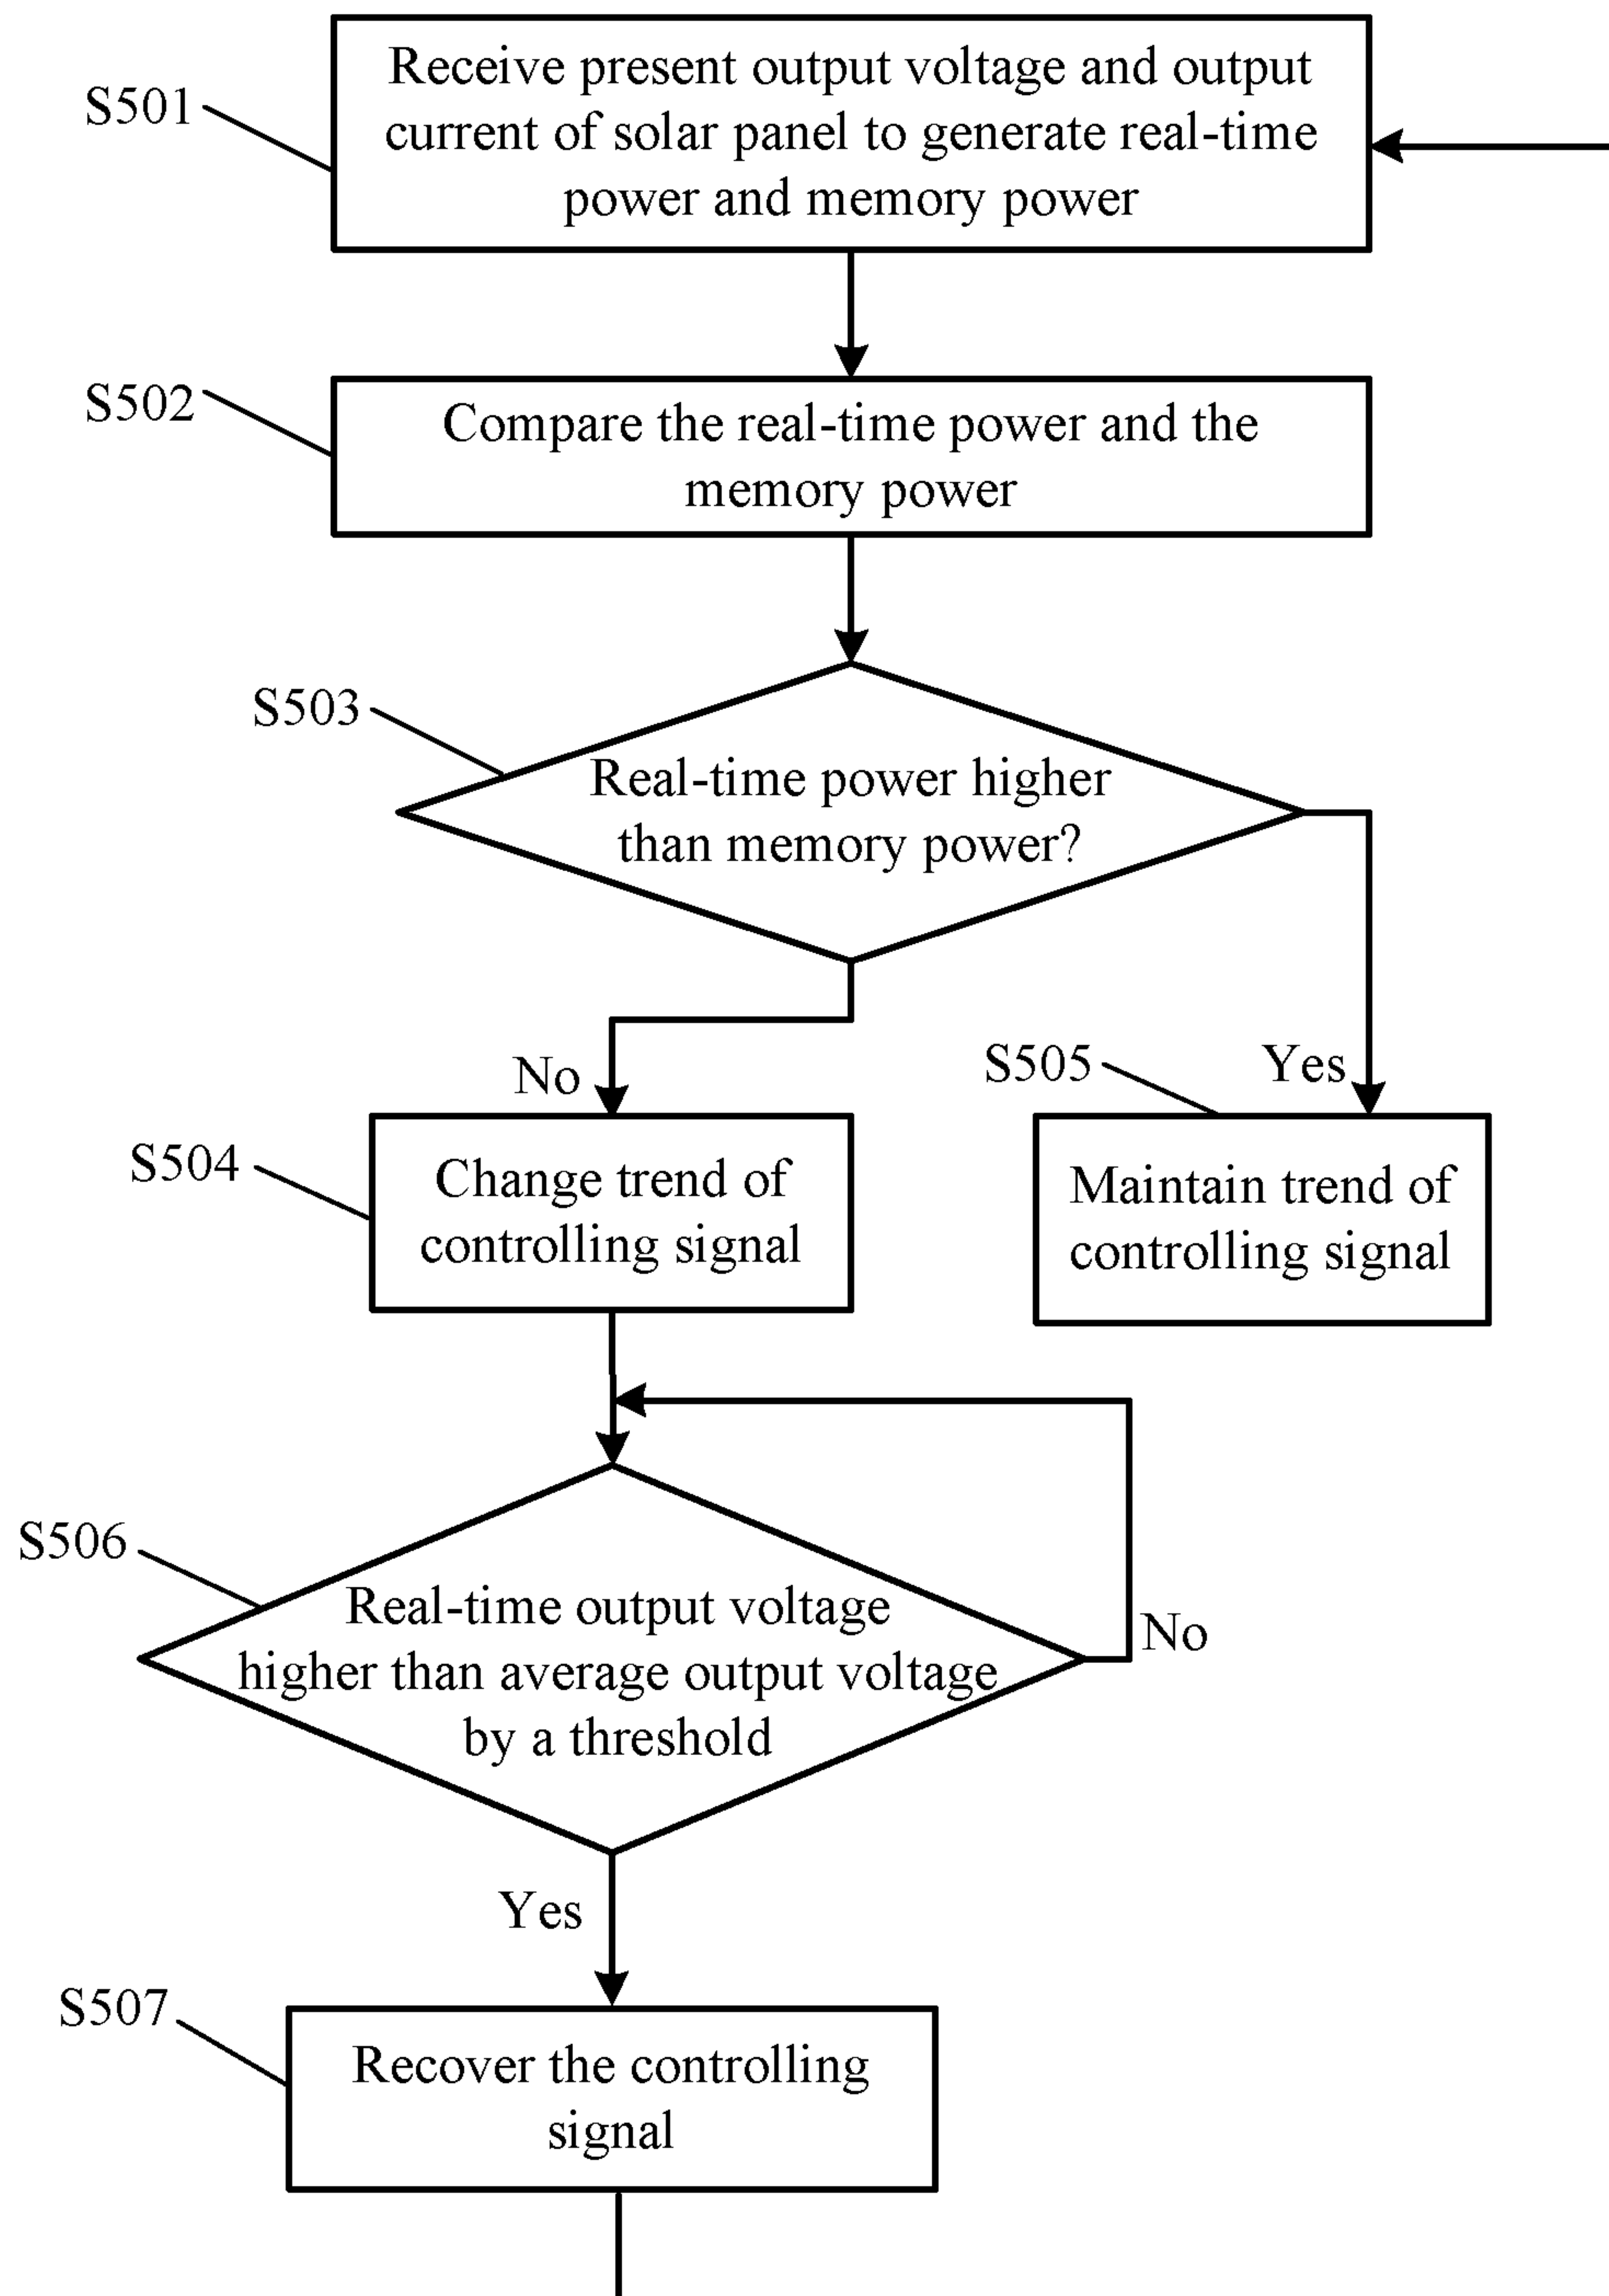 S501
Receive present output voltage and output
current of solar panel to generate real-time
power and memory power
S502
Compare the real-time power and the
memory power
S503
Real-time power higher
than memory power?
No
S505
Yes
S504
Change trend of
controlling signal
Maintain trend of
controlling signal
S506
Real-time output voltage
higher than average output voltage
by a threshold
No
Yes
S507
Recover the controlling
signal